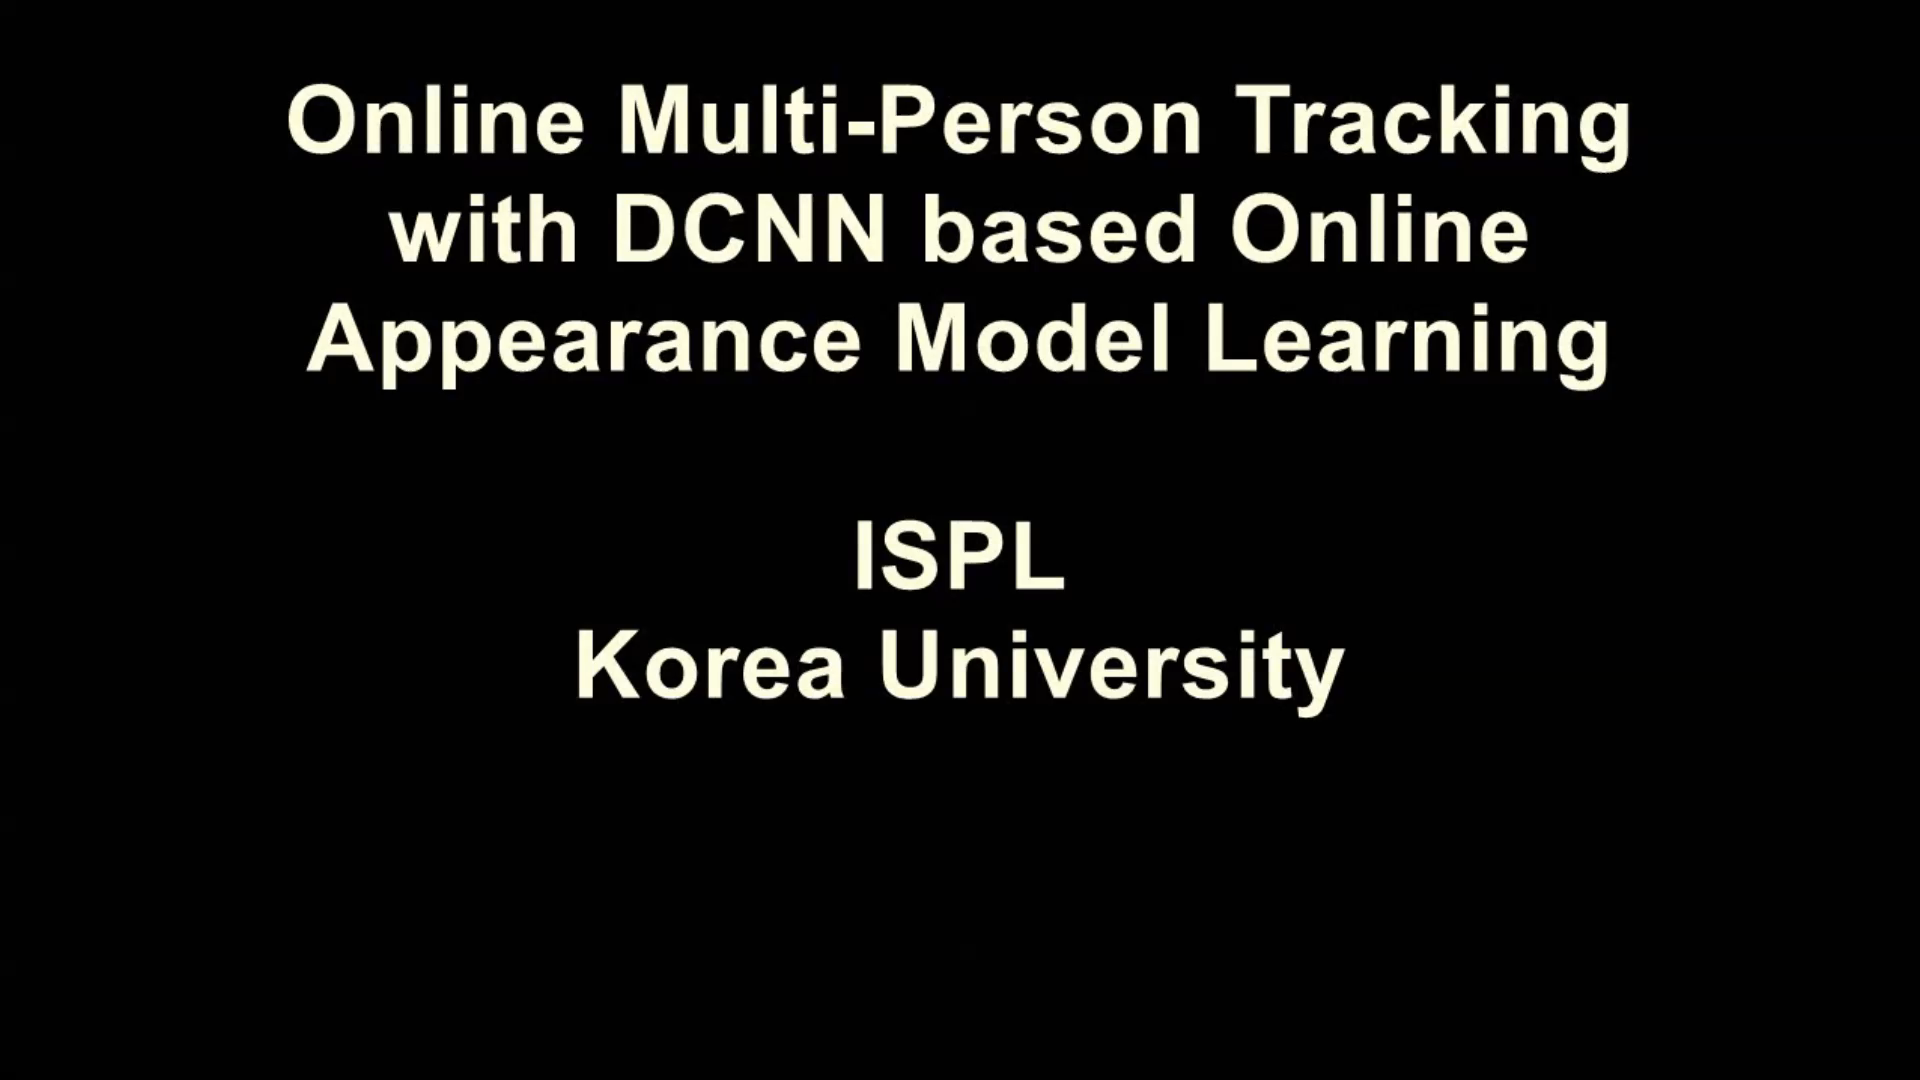 Online Multi-Person Tracking
with DCNN based Online
Appearance Model Learning
ISPL
Korea University